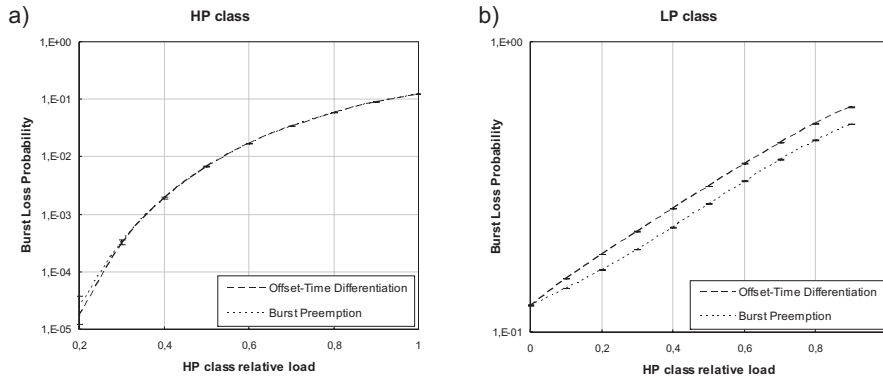 a)
HP class
1,E+00
1,E-01
1,E-02
1,E-03
1,E-04
1,E-05
Burst Loss Probability
0,2
0,4
0,6
0,8
1
HP class relative load
Offset-Time Differentiation
Burst Preemption
b)
LP class
1,E+00
1,E-01
Burst Loss Probability
0
0,2
0,4
0,6
0,8
HP class relative load
Offset-Time Differentiation
Burst Preemption